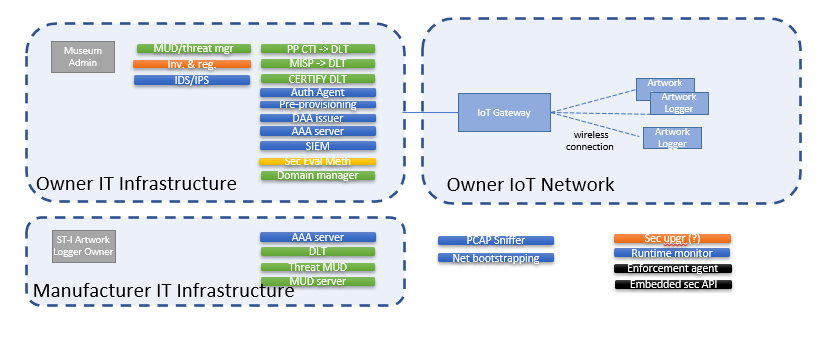 Museum
Admin
MUD/threat mgr
Inv. & reg.
IDS/IPS
PP CTI -> DLT
MISP -> DLT
CERTIFY DLT
Auth Agent
Pre-provisioning
DAA issuer
AAA server
SIEM
Sec Eval Meth
Domain manager
Owner IT Infrastructure
IoT Gateway
wireless
connection
Artwork
Artwork
Logger
Artwork
Logger
Owner IoT Network
ST-I Artwork
Logger Owner
AAA server
DLT
Threat MUD
MUD server
Manufacturer IT Infrastructure
PCAP Sniffer
Net bootstrapping
Sec upgr (?)
Runtime monitor
Enforcement agent
Embedded sec API